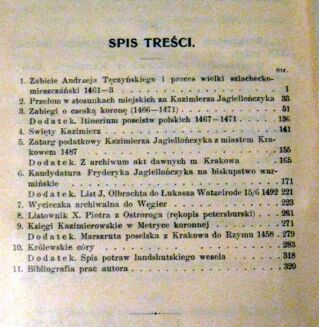 SPIS TREŚCI.
Str.
1. Zabicie Andrzeja Tęczyńskiego i proces wielki szlachecko-
mieszczański 1461—3 . . . 1
2. Przełom w stosunkach miejskich za Kazimierza Jagiellończyka 33
3. Zabiegi o czeską koronę (1466—1471) . . . 51
Dodatek. Itinerium poselstw polskich 1467—1471 . . . 136
4. Święty Kazimierz . . . 141
5. Zatarg podatkowy Kazimierza Jagiellończyka z miastem Kra-
kowem 1487 . . . 155
Dodatek. Z archiwum akt dawnych m. Krakowa . . . 165
6. Kandydatura Fryderyka Jagiellończyka na biskupstwo war-
mińskie . . . 171
Dodatek. List J. Olbrachta do Łukasza Watzelrode 15/6 1492 221
7. Wycieczka archiwalna do Węgier . . . 223
8. Listownik X. Piotra z Ostroroga (rękopis petersburski) . . . 261
9. Księgi Kazimierowskie w Metryce koronnej . . . 271
Dodatek. Marszruta poselska z Krakowa do Rzymu 1458 . 279
10. Królewskie córy . . . 283
Dodatek. Spis potraw landshutskiego wesela . . . 318
11. Bibliografia prac autora . . . 320